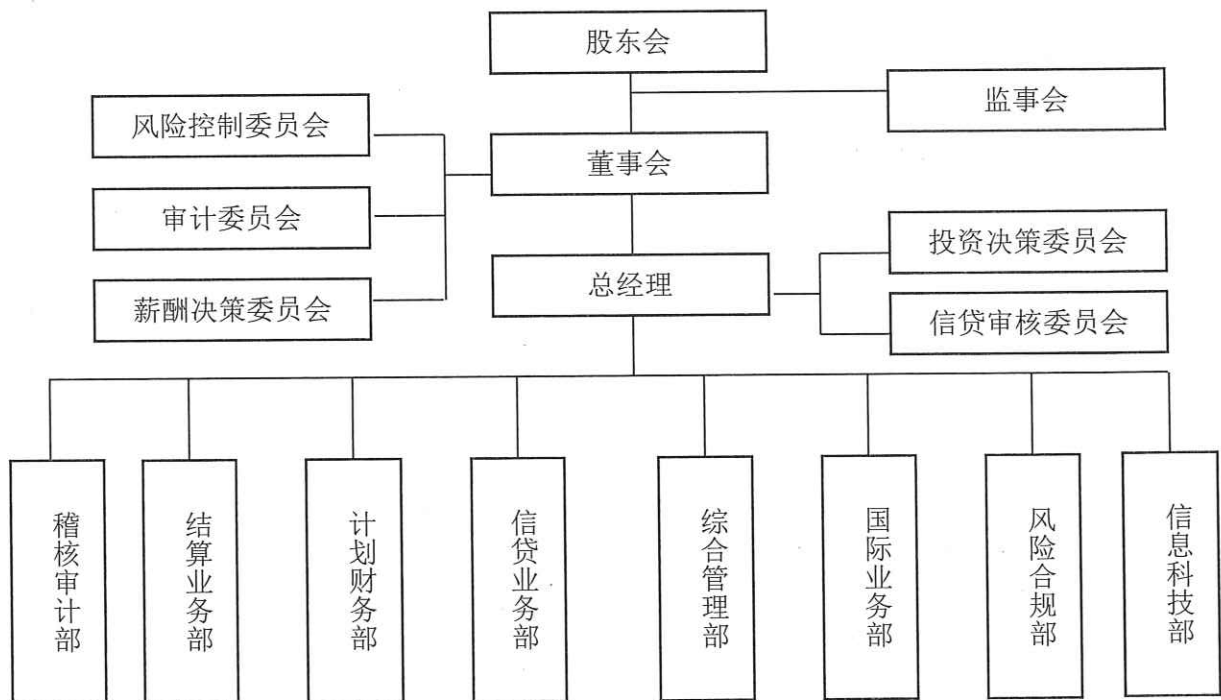 股东会
监事会
风险控制委员会
董事会
审计委员会
投资决策委员会
总经理
薪酬决策委员会
信贷审核委员会
稽核审计部
结算业务部
计划财务部
信贷业务部
综合管理部
国际业务部
风险合规部
信息科技部